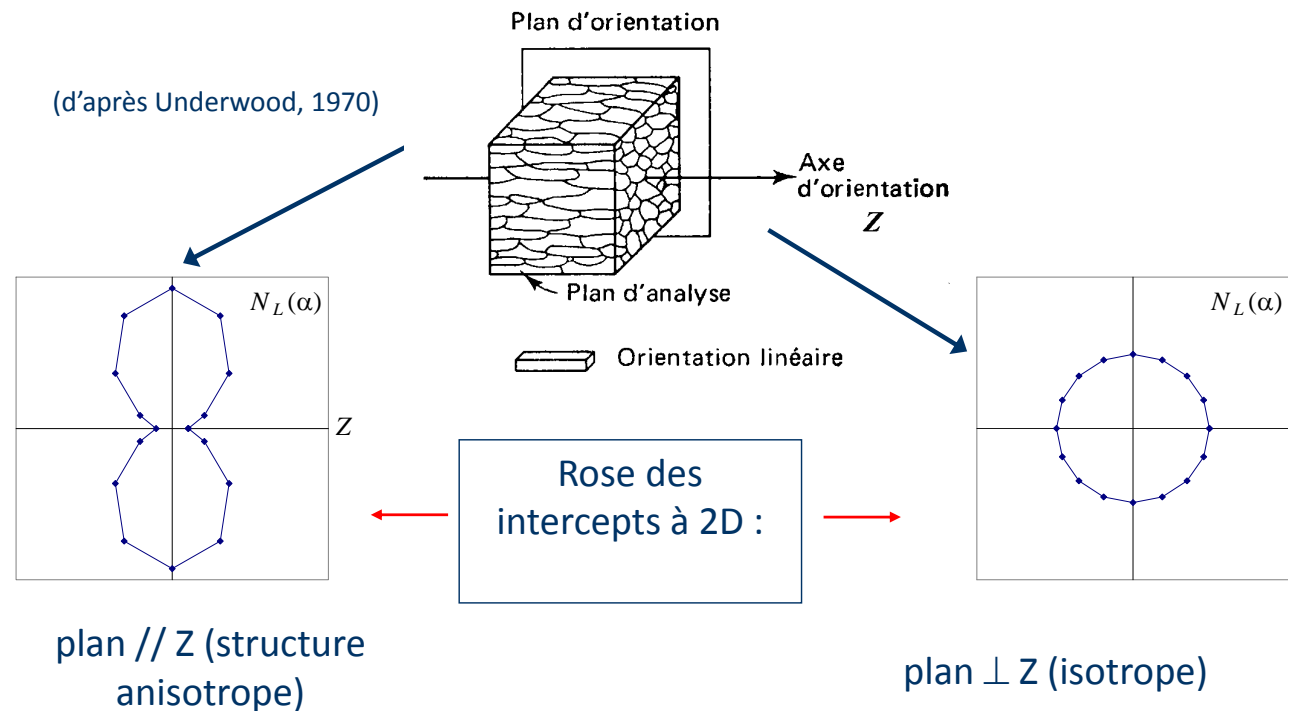 Plan d'orientation
(d'après Underwood, 1970)
Axe
d'orientation
Z
Plan d'analyse
Orientation linéaire
N_L(α)
Z
N_L(α)
Rose des
intercepts à 2D :
plan // Z (structure
anisotrope)
plan ⊥ Z (isotrope)